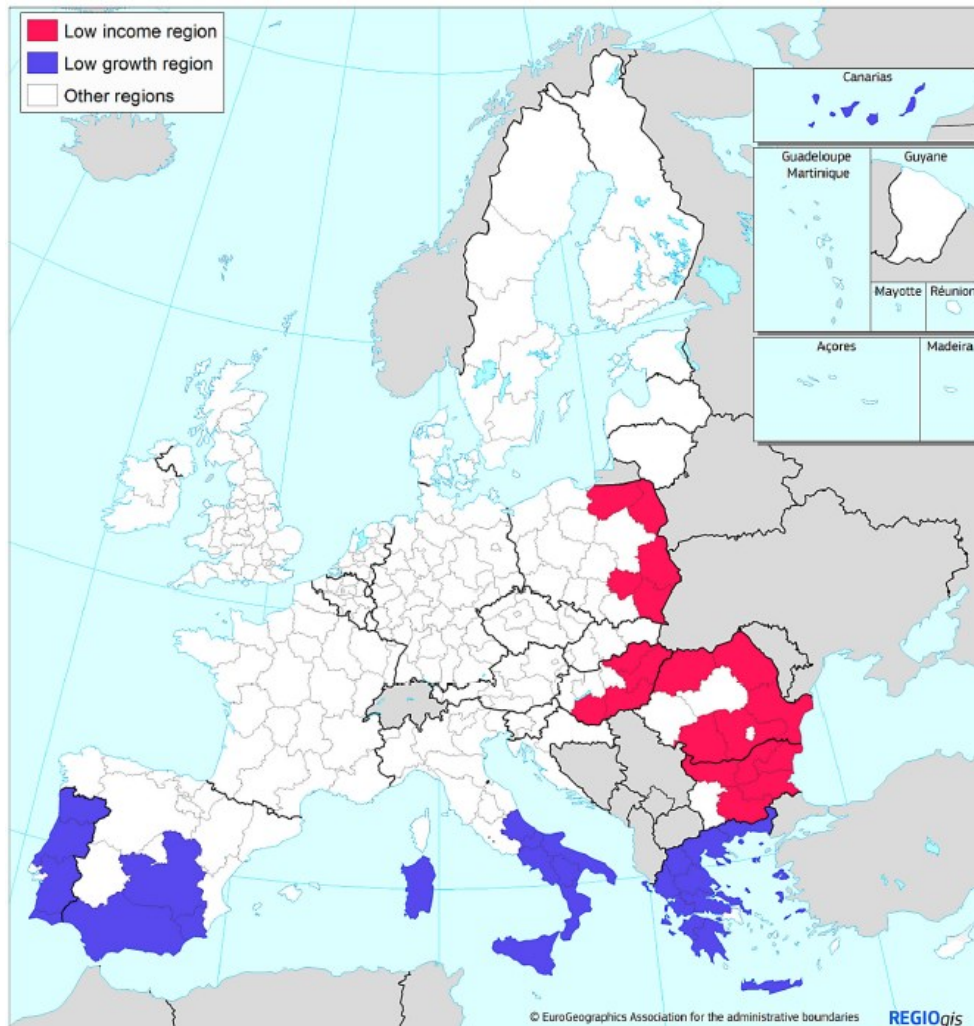 Low income region
Low growth region
Other regions
Canarias
Guadeloupe
Martinique
Guyane
Mayotte
Réunion
Açores
Madeira
© EuroGeographics Association for the administrative boundaries
REGIOgis